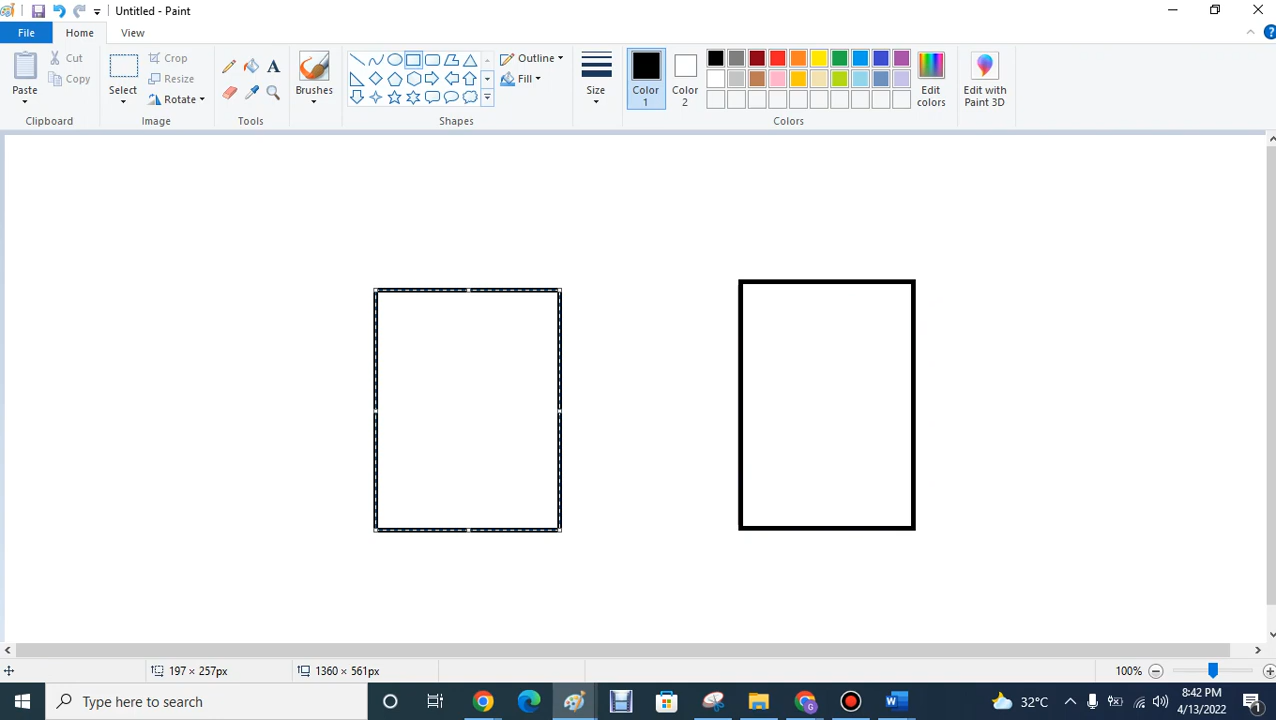 Untitled - Paint
File Home View
Paste
Cut
Copy
Clipboard
Select
Crop
Resize
Rotate
Image
Tools
Brushes
Outline
Fill
Shapes
Size
Color 1
Color 2
Edit colors
Colors
Edit with Paint 3D
197 × 257px
1360 × 561px
100%
Type here to search
32°C
8:42 PM
4/13/2022